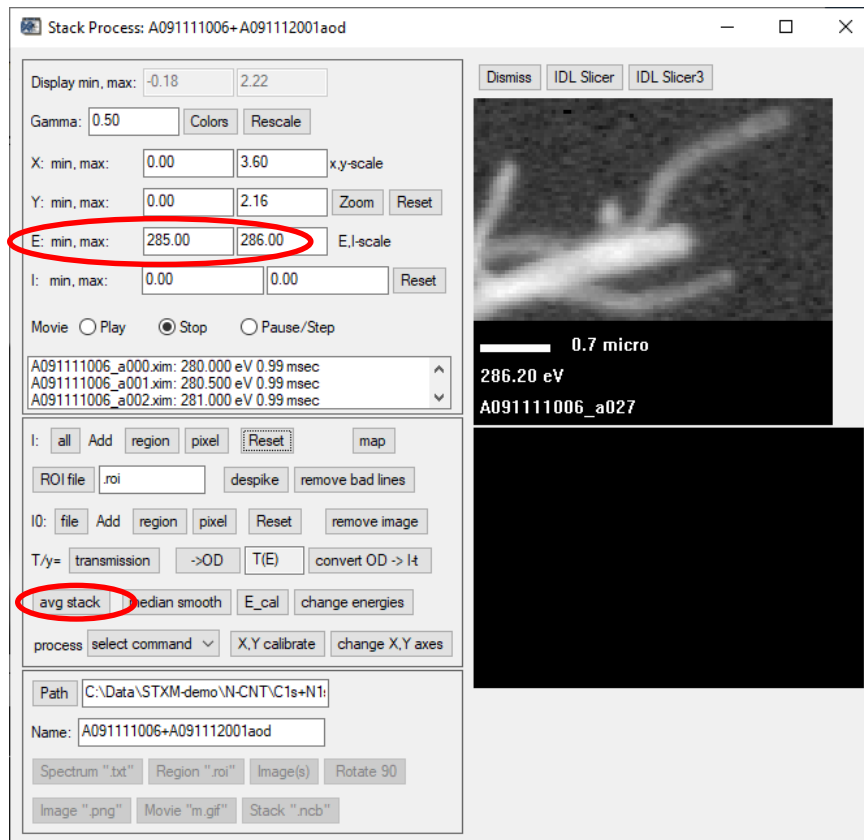 Stack Process: A091111006+A091112001aod
Display min, max: -0.18 2.22
Gamma: 0.50 Colors Rescale
X: min, max: 0.00 3.60 x,y-scale
Y: min, max: 0.00 2.16 Zoom Reset
E: min, max: 285.00 286.00 E,I-scale
I: min, max: 0.00 0.00 Reset
Movie Play Stop Pause/Step
A091111006_a000.xim: 280.000 eV 0.99 msec
A091111006_a001.xim: 280.500 eV 0.99 msec
A091111006_a002.xim: 281.000 eV 0.99 msec
I: all Add region pixel Reset map
ROI file .roi despike remove bad lines
I0: file Add region pixel Reset remove image
T/y= transmission ->OD T(E) convert OD -> I-t
avg stack median smooth E_cal change energies
process select command X,Y calibrate change X,Y axes
Path C:\Data\STXM-demo\N-CNT\C1s+N1s
Name: A091111006+A091112001aod
Spectrum ".txt" Region ".roi" Image(s) Rotate 90
Image ".png" Movie "m.gif" Stack ".ncb"
Dismiss IDL Slicer IDL Slicer3
0.7 micro
286.20 eV
A091111006_a027